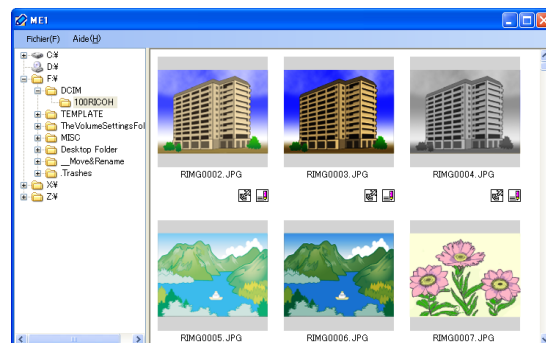 ME1
Fichier(F) Aide(H)
C:¥
D:¥
F:¥
DCIM
100RICOH
TEMPLATE
TheVolumeSettingsFol
MISC
Desktop Folder
__Move&Rename
.Trashes
X:¥
Z:¥
RIMG0002.JPG RIMG0003.JPG RIMG0004.JPG
RIMG0005.JPG RIMG0006.JPG RIMG0007.JPG